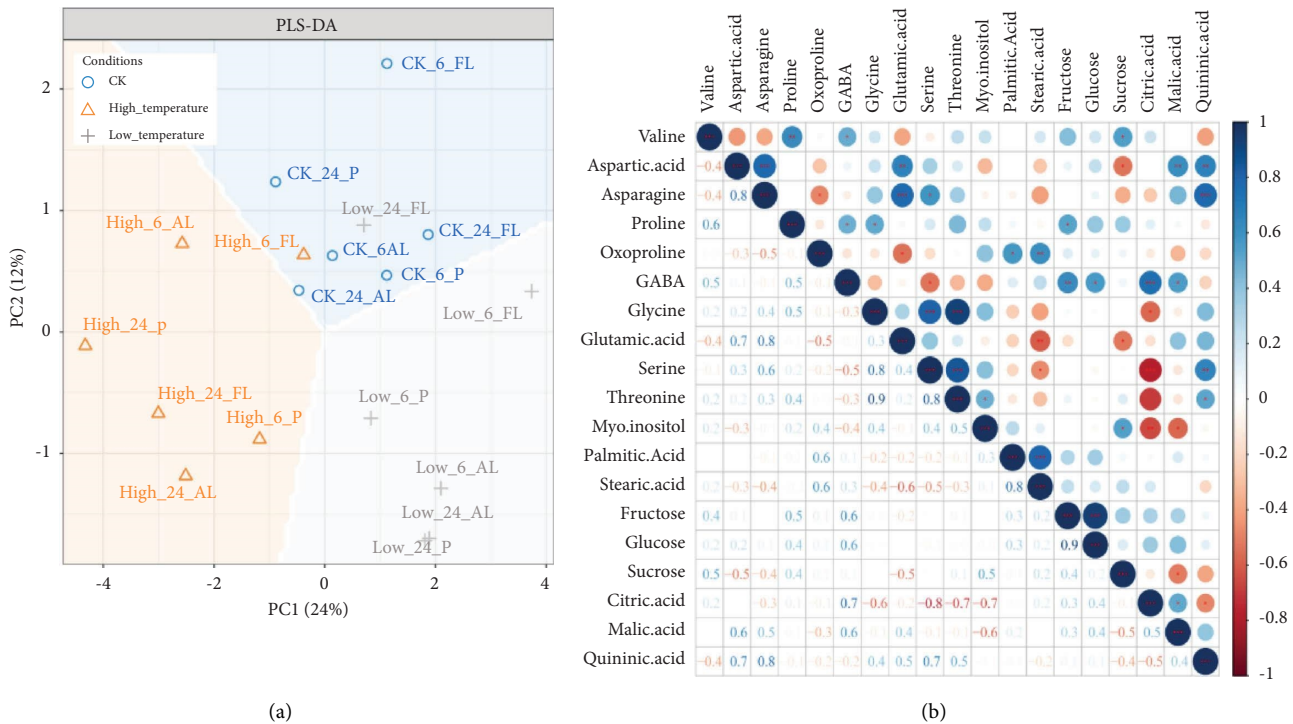 PLS-DA
Conditions
CK
High_temperature
Low_temperature
CK_6_FL
CK_24_P
Low_24_FL
CK_24_FL
High_6_AL
High_6_FL
CK_6AL
CK_6_P
CK_24_AL
Low_6_FL
High_24_p
High_24_FL
High_6_P
High_24_AL
Low_6_P
Low_6_AL
Low_24_AL
Low_24_P
2
1
0
-1
PC2 (12%)
-4 -2 0 2 4
PC1 (24%)
(a)
Valine Aspartic.acid Asparagine Proline Oxoproline GABA Glycine Glutamic.acid Serine Threonine Myo.inositol Palmitic.Acid Stearic.acid Fructose Glucose Sucrose Citric.acid Malic.acid Quininic.acid
Valine
Aspartic.acid -0.4
Asparagine -0.4 0.8
Proline 0.6
Oxoproline -0.3 -0.5
GABA 0.5 0.5
Glycine 0.2 0.2 0.4 0.5 0.1 -0.3
Glutamic.acid -0.4 0.7 0.8 -0.5 0.3
Serine 0.3 0.6 0.2 -0.5 0.8 0.4
Threonine 0.2 0.2 0.3 0.4 -0.3 0.9 0.8
Myo.inositol 0.2 -0.3 0.2 0.4 -0.4 0.4 0.4 0.5
Palmitic.Acid 0.6 -0.2 -0.2 0.3
Stearic.acid 0.2 -0.3 -0.4 0.6 0.3 -0.4 -0.6 -0.5 -0.3 0.1 0.8
Fructose 0.4 0.5 0.6 0.3 0.2
Glucose 0.2 0.2 0.4 0.6 0.3 0.2 0.9
Sucrose 0.5 -0.5 -0.4 0.4 -0.5 0.1 0.5 0.2 0.4 0.2
Citric.acid 0.2 -0.3 0.7 -0.6 -0.2 -0.8 -0.7 -0.7 0.3 0.4
Malic.acid 0.6 0.5 -0.3 0.6 0.4 -0.6 0.2 0.3 0.4 -0.5 0.5
Quininic.acid -0.4 0.7 0.8 -0.2 -0.2 0.4 0.5 0.7 0.5 -0.2 -0.4 -0.5 0.4
1
0.8
0.6
0.4
0.2
0
-0.2
-0.4
-0.6
-0.8
-1
(b)